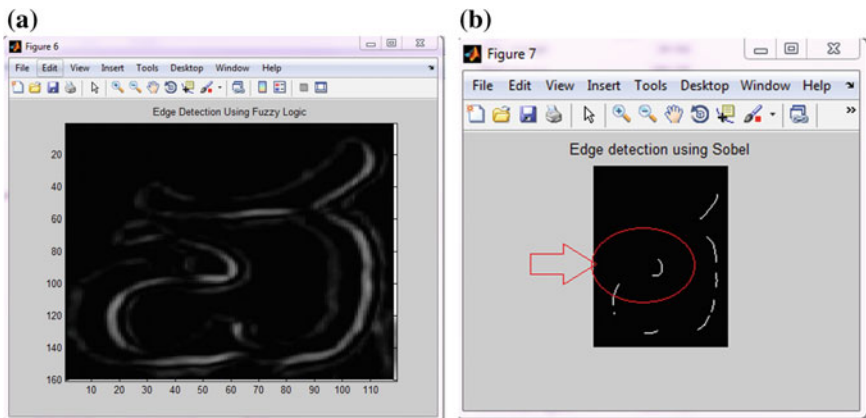 (a)
Figure 6
File Edit View Insert Tools Desktop Window Help
Edge Detection Using Fuzzy Logic
20
40
60
80
100
120
140
160
10 20 30 40 50 60 70 80 90 100 110
(b)
Figure 7
File Edit View Insert Tools Desktop Window Help
Edge detection using Sobel